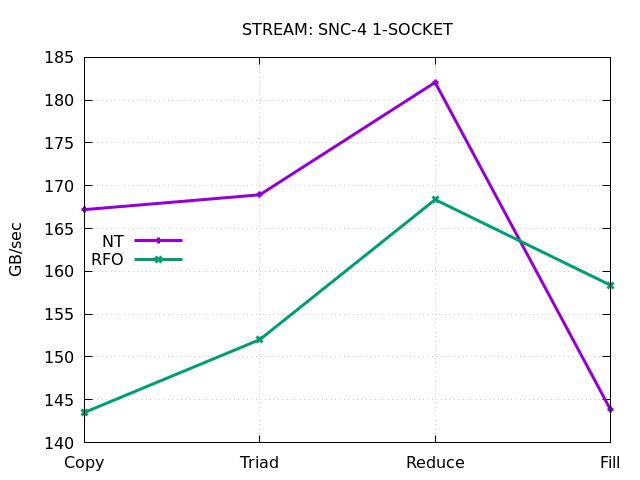 STREAM: SNC-4 1-SOCKET
185
180
175
170
165
160
155
150
145
140
GB/sec
NT
RFO
Copy Triad Reduce Fill